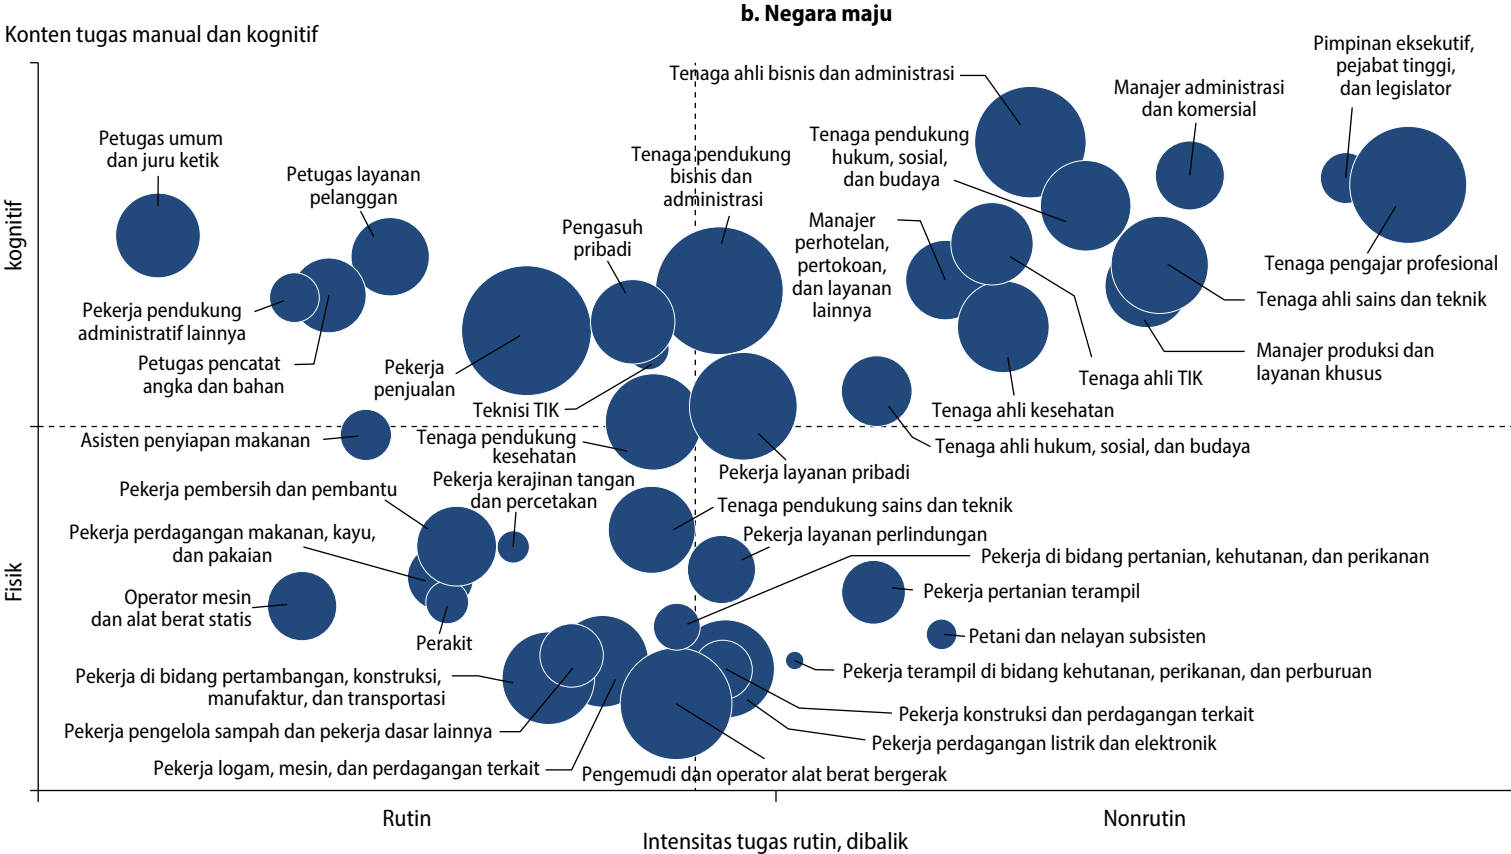 b. Negara maju
Konten tugas manual dan kognitif
Pimpinan eksekutif,
pejabat tinggi,
dan legislator
Tenaga ahli bisnis dan administrasi
Manajer administrasi
dan komersial
Petugas umum
dan juru ketik
Tenaga pendukung
hukum, sosial,
dan budaya
Tenaga pendukung
bisnis dan
administrasi
Petugas layanan
pelanggan
Manajer
perhotelan,
pertokoan,
dan layanan
lainnya
Pengasuh
pribadi
kognitif
Tenaga pengajar profesional
Tenaga ahli sains dan teknik
Pekerja pendukung
administratif lainnya
Manajer produksi dan
layanan khusus
Petugas pencatat
angka dan bahan
Pekerja
penjualan
Tenaga ahli TIK
Teknisi TIK
Tenaga ahli kesehatan
Asisten penyiapan makanan
Tenaga pendukung
kesehatan
Tenaga ahli hukum, sosial, dan budaya
Pekerja layanan pribadi
Pekerja kerajinan tangan
dan percetakan
Pekerja pembersih dan pembantu
Tenaga pendukung sains dan teknik
Pekerja perdagangan makanan, kayu,
dan pakaian
Pekerja layanan perlindungan
Pekerja di bidang pertanian, kehutanan, dan perikanan
Fisik
Pekerja pertanian terampil
Operator mesin
dan alat berat statis
Petani dan nelayan subsisten
Perakit
Pekerja terampil di bidang kehutanan, perikanan, dan perburuan
Pekerja di bidang pertambangan, konstruksi,
manufaktur, dan transportasi
Pekerja konstruksi dan perdagangan terkait
Pekerja pengelola sampah dan pekerja dasar lainnya
Pekerja perdagangan listrik dan elektronik
Pekerja logam, mesin, dan perdagangan terkait
Pengemudi dan operator alat berat bergerak
Rutin
Nonrutin
Intensitas tugas rutin, dibalik